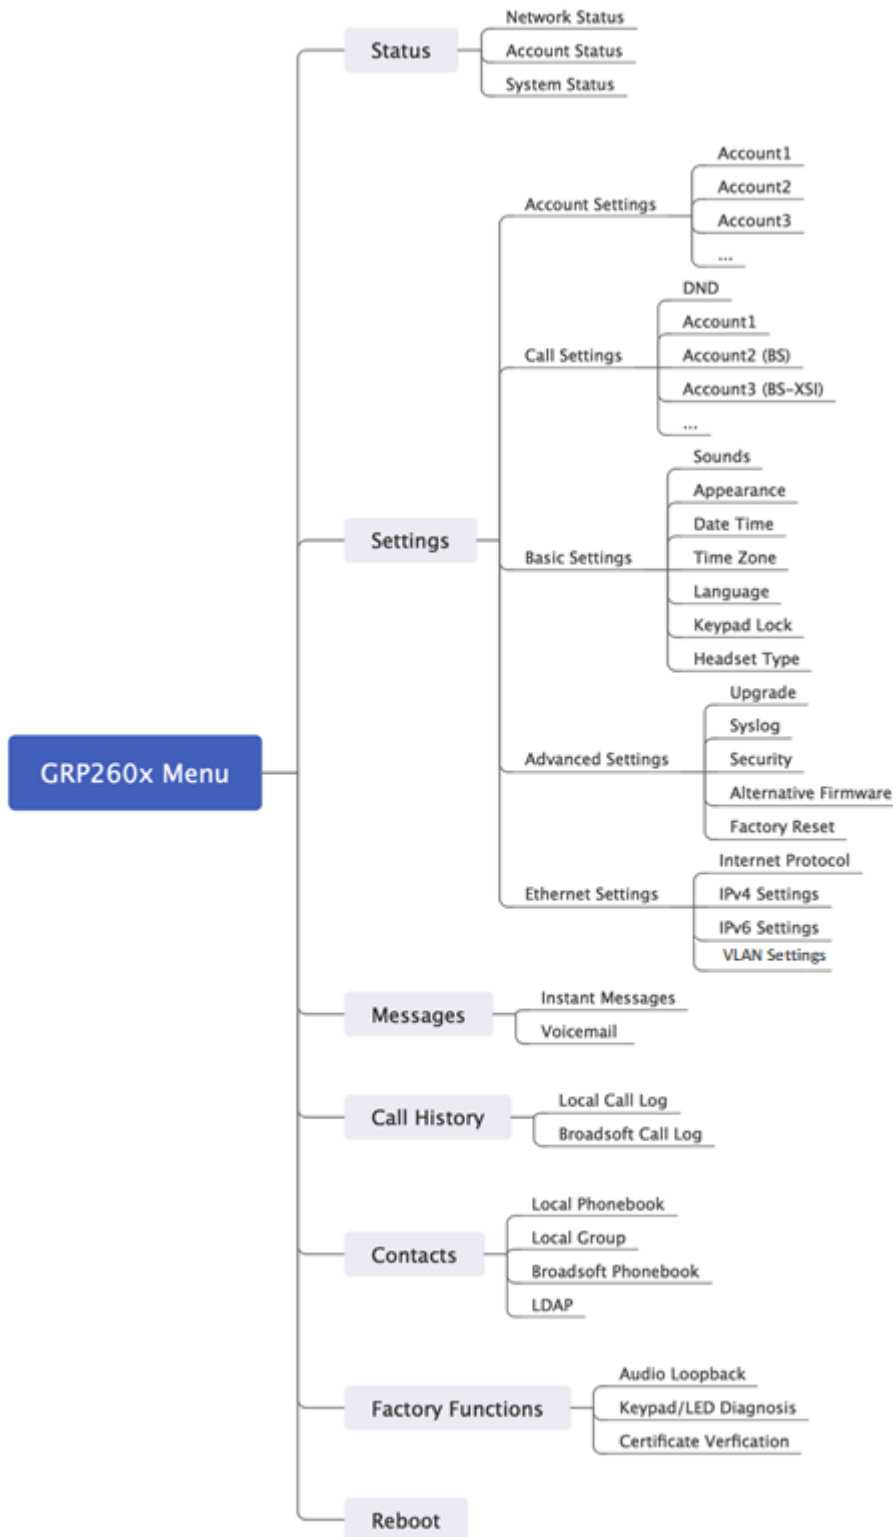 GRP260x Menu
Status
Network Status
Account Status
System Status
Settings
Account Settings
Account1
Account2
Account3
...
Call Settings
DND
Account1
Account2 (BS)
Account3 (BS-XSI)
...
Basic Settings
Sounds
Appearance
Date Time
Time Zone
Language
Keypad Lock
Headset Type
Advanced Settings
Upgrade
Syslog
Security
Alternative Firmware
Factory Reset
Ethernet Settings
Internet Protocol
IPv4 Settings
IPv6 Settings
VLAN Settings
Messages
Instant Messages
Voicemail
Call History
Local Call Log
Broadsoft Call Log
Contacts
Local Phonebook
Local Group
Broadsoft Phonebook
LDAP
Factory Functions
Audio Loopback
Keypad/LED Diagnosis
Certificate Verfication
Reboot